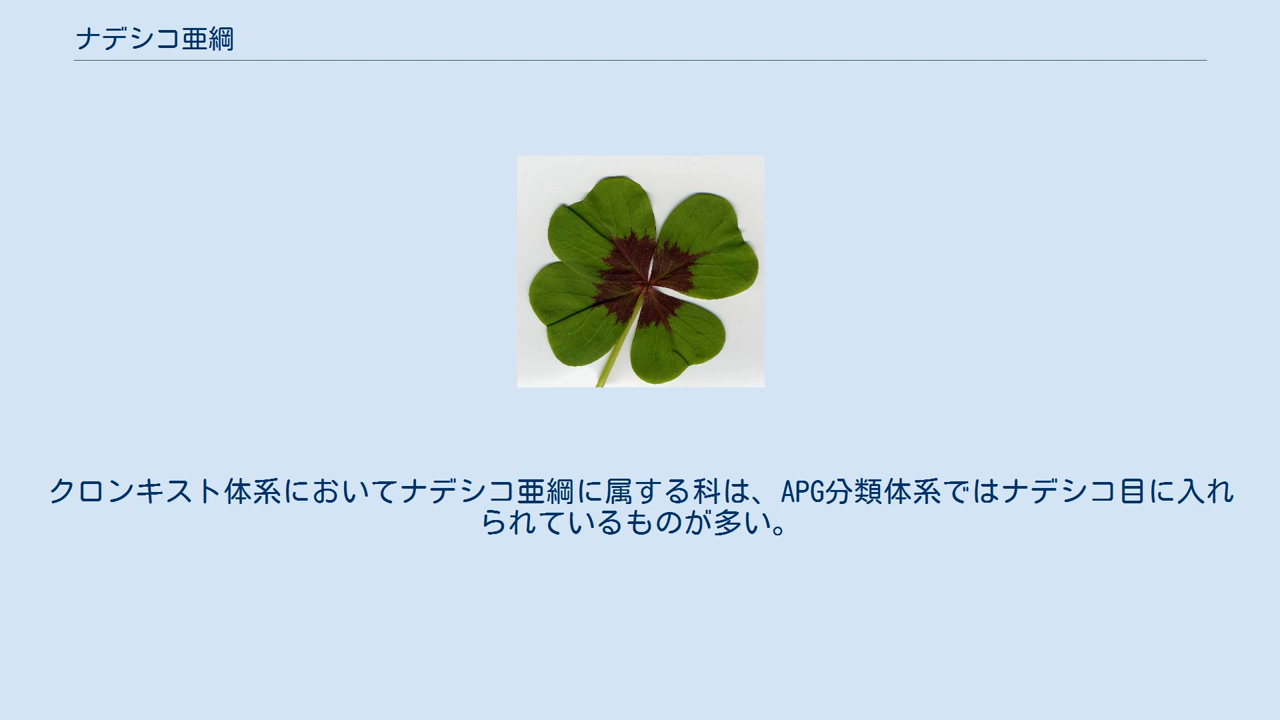 ナデシコ亜綱
クロンキスト体系においてナデシコ亜綱に属する科は、APG分類体系ではナデシコ目に入れ
られているものが多い。